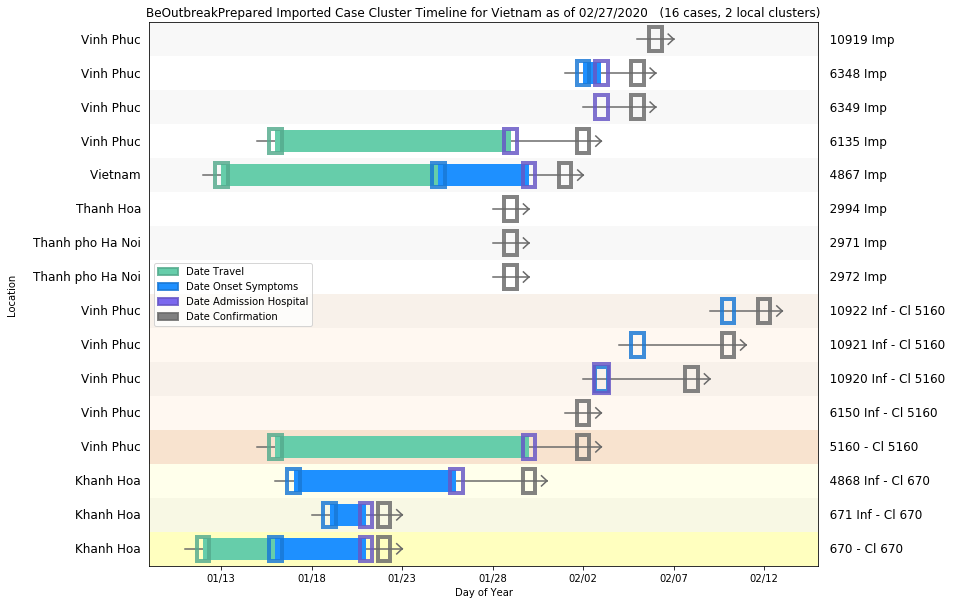 BeOutbreakPrepared Imported Case Cluster Timeline for Vietnam as of 02/27/2020 (16 cases, 2 local clusters)
Vinh Phuc 10919 Imp
Vinh Phuc 6348 Imp
Vinh Phuc 6349 Imp
Vinh Phuc 6135 Imp
Vietnam 4867 Imp
Thanh Hoa 2994 Imp
Thanh pho Ha Noi 2971 Imp
Thanh pho Ha Noi 2972 Imp
Date Travel
Date Onset Symptoms
Date Admission Hospital
Date Confirmation
Location
Vinh Phuc 10922 Inf - Cl 5160
Vinh Phuc 10921 Inf - Cl 5160
Vinh Phuc 10920 Inf - Cl 5160
Vinh Phuc 6150 Inf - Cl 5160
Vinh Phuc 5160 - Cl 5160
Khanh Hoa 4868 Inf - Cl 670
Khanh Hoa 671 Inf - Cl 670
Khanh Hoa 670 - Cl 670
01/13 01/18 01/23 01/28 02/02 02/07 02/12
Day of Year